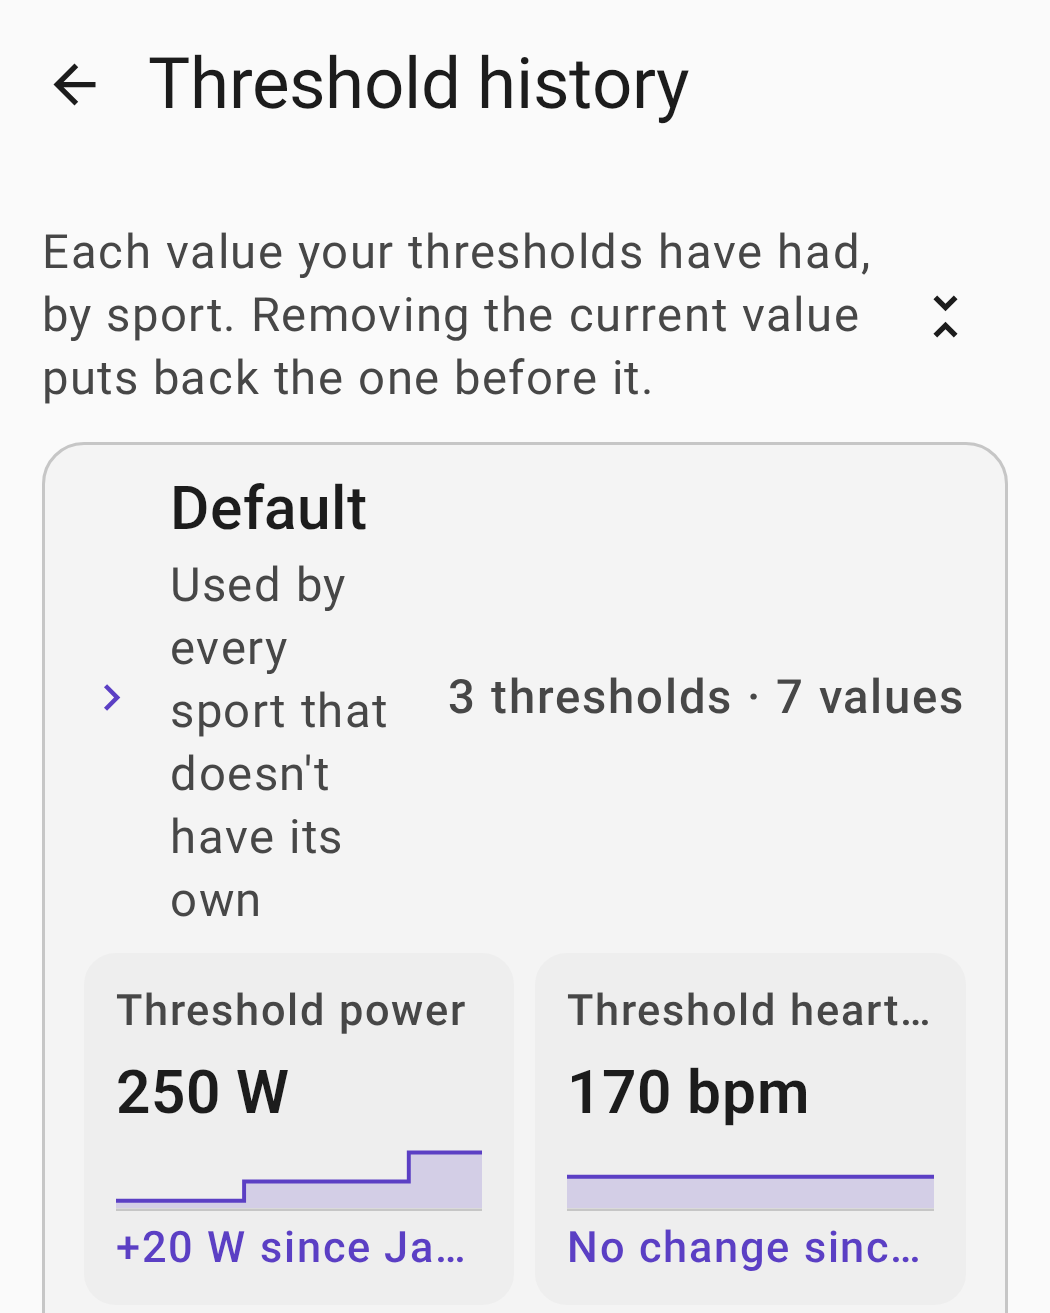 Threshold history
Each value your thresholds have had,
by sport. Removing the current value
puts back the one before it.
Default
Used by
every
sport that
doesn't
have its
own
3 thresholds · 7 values
Threshold power
250 W
+20 W since Ja…
Threshold heart…
170 bpm
No change sinc…